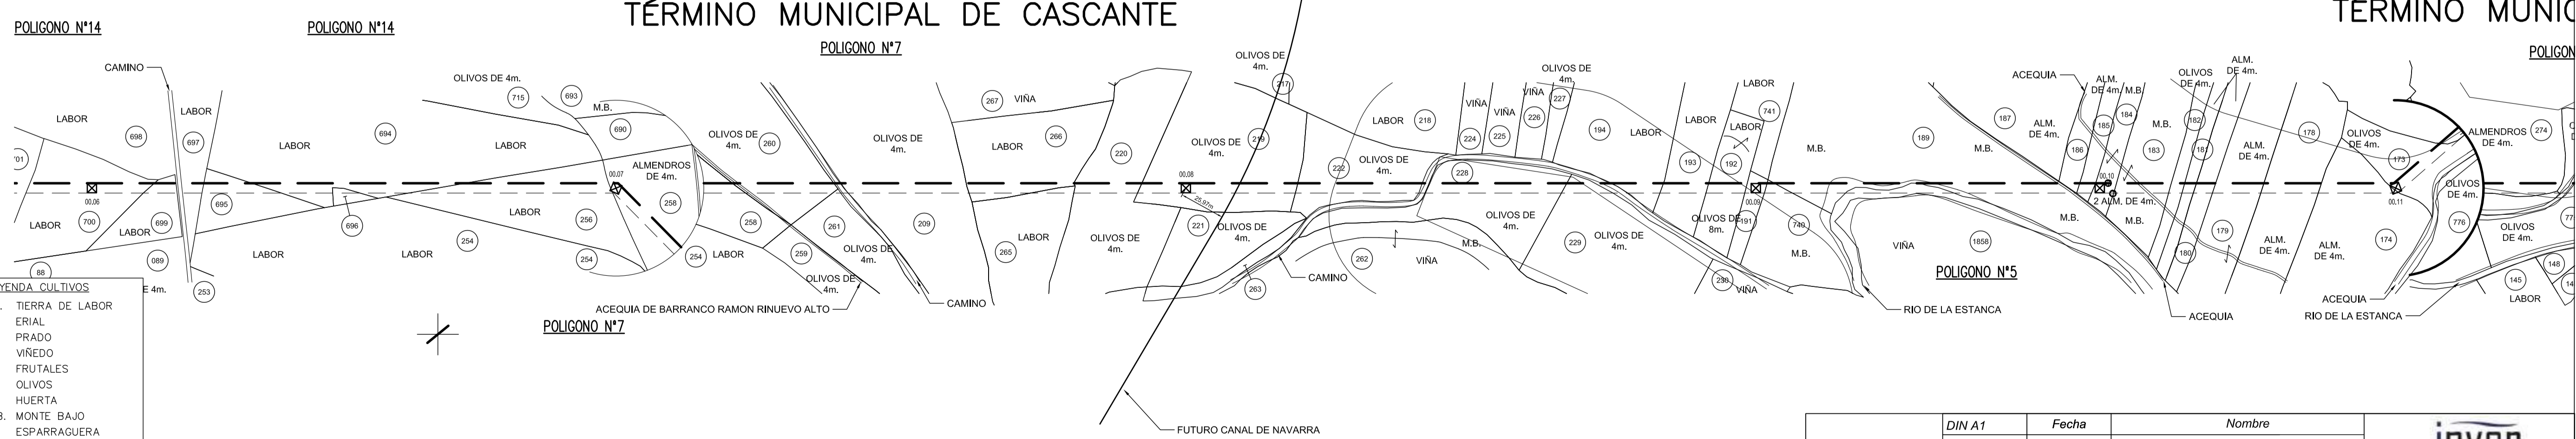 TÉRMINO MUNICIPAL DE CASCANTE
TÉRMINO MUNIC
POLIGONO Nº14
POLIGONO Nº14
POLIGONO Nº7
POLIGON
CAMINO
LABOR
698
701
LABOR
697
LABOR
694
OLIVOS DE 4m.
715
693
M.B.
690
LABOR
ALMENDROS
DE 4m.
OLIVOS DE
4m.
260
OLIVOS DE
4m.
267
VIÑA
LABOR
266
220
OLIVOS DE
4m.
217
OLIVOS DE
4m.
219
LABOR
218
222
OLIVOS DE
4m.
VIÑA
224
VIÑA
225
VIÑA
226
OLIVOS DE
4m.
227
194
LABOR
193
LABOR
192
LABOR
LABOR
741
M.B.
189
M.B.
187
ACEQUIA
ALM.
DE 4m.
186
ALM.
DE 4m.
185
M.B.
184
M.B.
183
OLIVOS
DE 4m.
182
181
ALM.
DE 4m.
ALM.
DE 4m.
178
OLIVOS
DE 4m.
173
ALMENDROS
DE 4m.
274
00,06
00,07
00,08
00,09
00,10
00,11
25.97m
LABOR
700
LABOR
699
089
88
695
696
LABOR
LABOR
254
LABOR
256
254
258
254
258
LABOR
259
OLIVOS DE
4m.
261
OLIVOS DE
4m.
209
265
LABOR
OLIVOS DE
4m.
221
OLIVOS DE
4m.
263
CAMINO
262
VIÑA
228
M.B.
OLIVOS DE
4m.
229
OLIVOS DE
4m.
230
VIÑA
OLIVOS DE
8m.
191
740
M.B.
VIÑA
1858
M.B.
2 ALM. DE 4m.
M.B.
180
179
ALM.
DE 4m.
ALM.
DE 4m.
174
OLIVOS
DE 4m.
776
OLIVOS
DE 4m.
148
145
LABOR
253
E 4m.
ACEQUIA DE BARRANCO RAMON RINUEVO ALTO
CAMINO
POLIGONO Nº7
POLIGONO Nº5
RIO DE LA ESTANCA
ACEQUIA
ACEQUIA
RIO DE LA ESTANCA
FUTURO CANAL DE NAVARRA
YENDA CULTIVOS
TIERRA DE LABOR
ERIAL
PRADO
VIÑEDO
FRUTALES
OLIVOS
HUERTA
B. MONTE BAJO
ESPARRAGUERA
DIN A1 Fecha Nombre